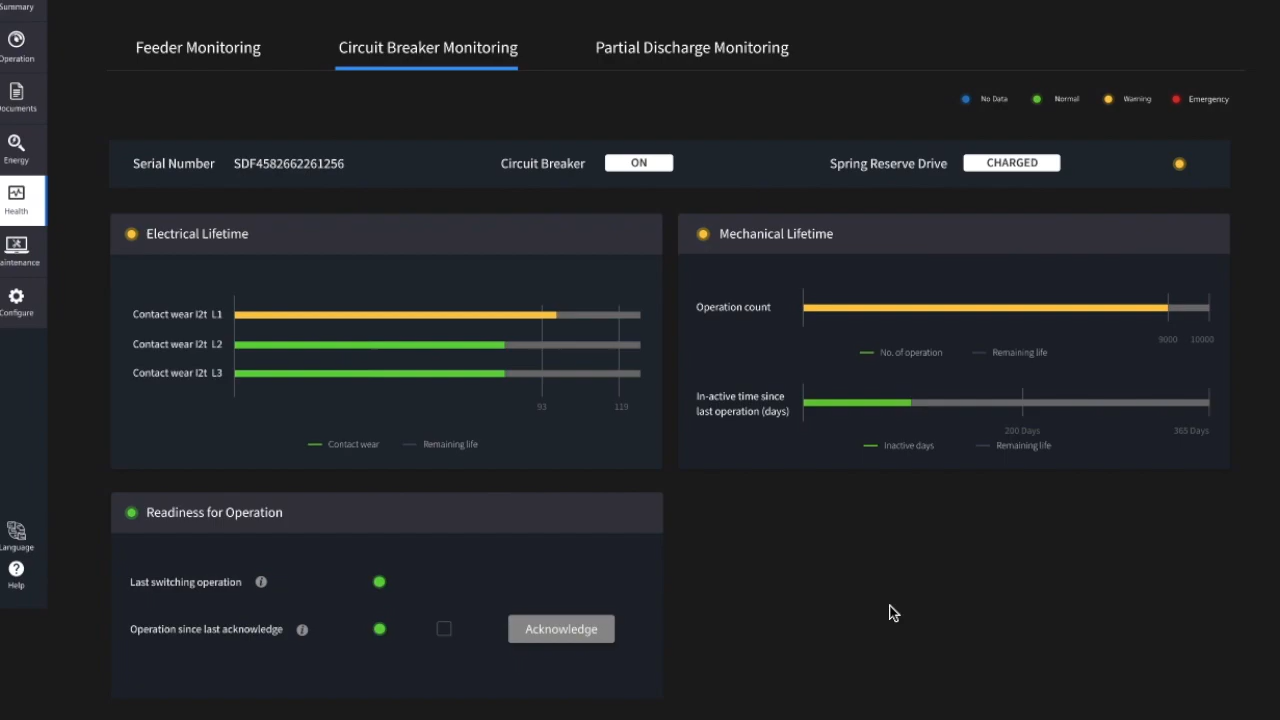 Summary
Operation
Documents
Energy
Health
Maintenance
Configure
Language
Help
Feeder Monitoring
Circuit Breaker Monitoring
Partial Discharge Monitoring
No Data
Normal
Warning
Emergency
Serial Number SDF4582662261256
Circuit Breaker ON
Spring Reserve Drive CHARGED
Electrical Lifetime
Contact wear I2t L1
Contact wear I2t L2
Contact wear I2t L3
93 119
Contact wear Remaining life
Mechanical Lifetime
Operation count
9000 10000
No. of operation Remaining life
In-active time since
last operation (days)
200 Days 365 Days
Inactive days Remaining life
Readiness for Operation
Last switching operation
Operation since last acknowledge
Acknowledge